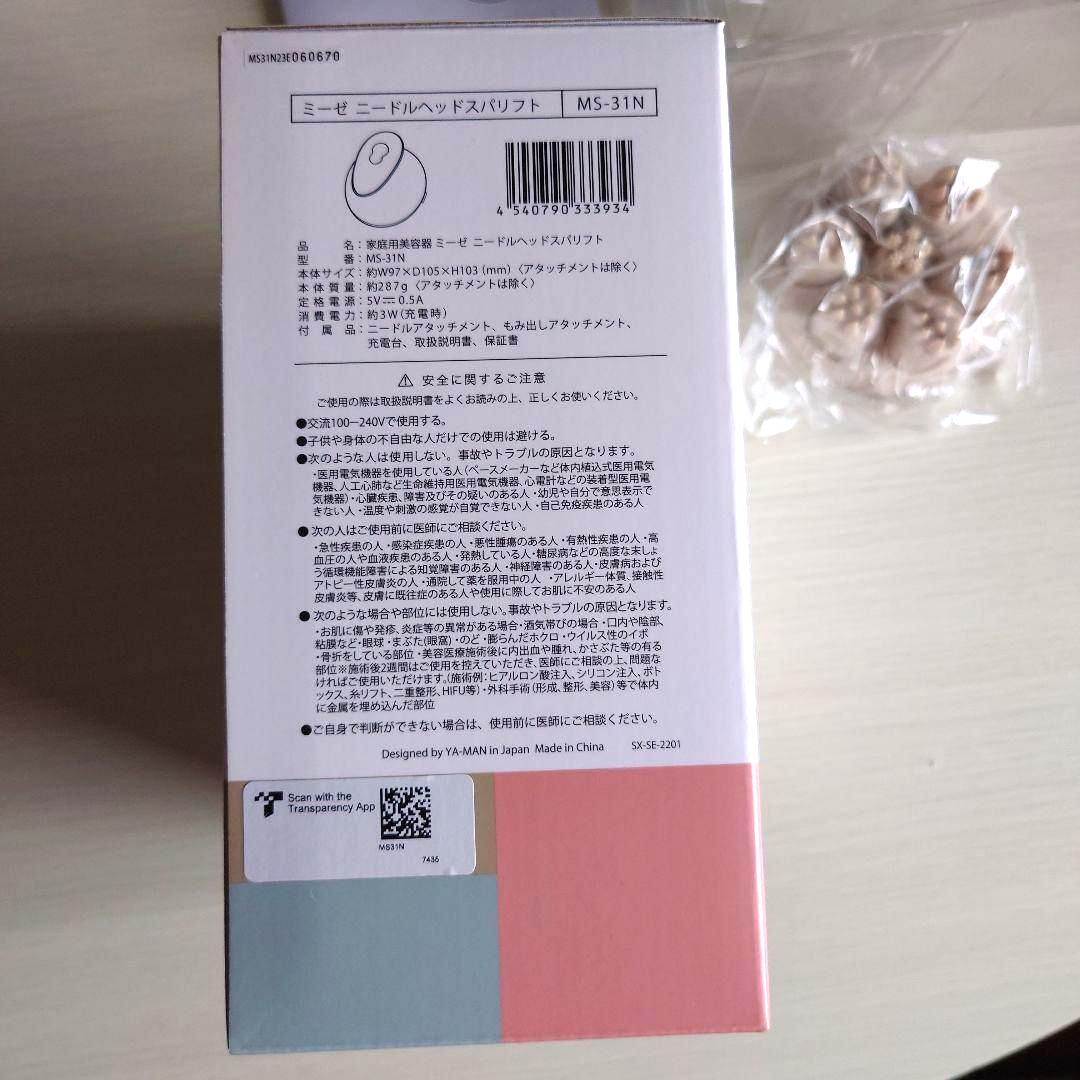 MS31N23E060670
ミーゼ ニードルヘッドスパリフト MS-31N
4 540790 333934
品 名：家庭用美容器 ミーゼ ニードルヘッドスパリフト
型 番：MS-31N
本体サイズ：約W97×D105×H103（mm）〈アタッチメントは除く〉
本体質量：約287g〈アタッチメントは除く〉
定格電源：5V⎓0.5A
消費電力：約3W（充電時）
付 属 品：ニードルアタッチメント、もみ出しアタッチメント、
充電台、取扱説明書、保証書
⚠ 安全に関するご注意
ご使用の際は取扱説明書をよくお読みの上、正しくお使いください。
●交流100－240Vで使用する。
●子供や身体の不自由な人だけでの使用は避ける。
●次のような人は使用しない。事故やトラブルの原因となります。
・医用電気機器を使用している人（ペースメーカーなど体内植込式医用電気
機器、人工心肺など生命維持用医用電気機器、心電計などの装着型医用電
気機器）・心臓疾患、障害及びその疑いのある人・幼児や自分で意思表示で
きない人・温度や刺激の感覚が自覚できない人・自己免疫疾患のある人
●次の人はご使用前に医師にご相談ください。
・急性疾患の人・感染症疾患の人・悪性腫瘍のある人・有熱性疾患の人・高
血圧の人や血液疾患のある人・発熱している人・糖尿病などの高度な末しょ
う循環機能障害による知覚障害のある人・神経障害のある人・皮膚病および
アトピー性皮膚炎の人・通院して薬を服用中の人 ・アレルギー体質、接触性
皮膚炎等、皮膚に既往症のある人や使用に際してお肌に不安のある人
●次のような場合や部位には使用しない。事故やトラブルの原因となります。
・お肌に傷や発疹、炎症等の異常がある場合・酒気帯びの場合・口内や陰部、
粘膜など・眼球・まぶた（眼窩）・のど・膨らんだホクロ・ウイルス性のイボ
・骨折をしている部位・美容医療施術後に内出血や腫れ、かさぶた等の有る
部位※施術後2週間はご使用を控えていただき、医師にご相談の上、問題な
ければご使用いただけます。（施術例：ヒアルロン酸注入、シリコン注入、ボト
ックス、糸リフト、二重整形、HIFU等）・外科手術（形成、整形、美容）等で体内
に金属を埋め込んだ部位
●ご自身で判断ができない場合は、使用前に医師にご相談ください。
Designed by YA-MAN in Japan Made in China SX-SE-2201
Scan with the
Transparency App
MS31N
7436